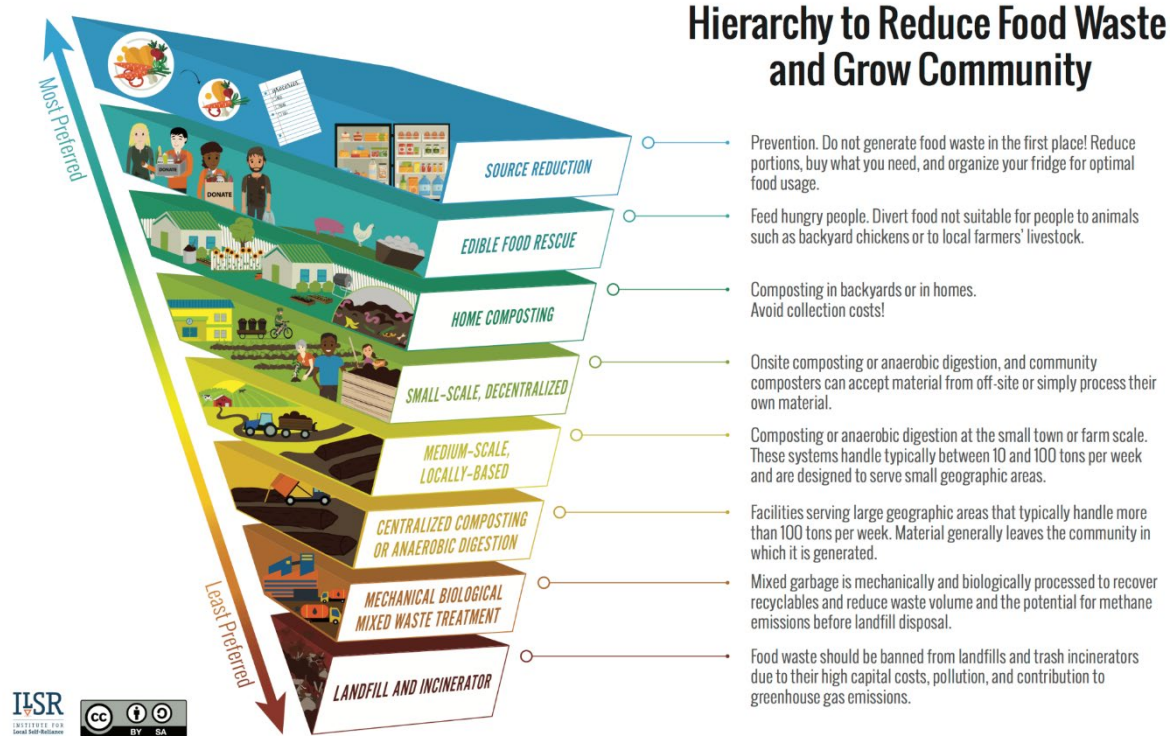 Hierarchy to Reduce Food Waste
and Grow Community
Most Preferred
Least Preferred
groceries
DONATE
DONATE
SOURCE REDUCTION
Prevention. Do not generate food waste in the first place! Reduce
portions, buy what you need, and organize your fridge for optimal
food usage.
EDIBLE FOOD RESCUE
Feed hungry people. Divert food not suitable for people to animals
such as backyard chickens or to local farmers' livestock.
HOME COMPOSTING
Composting in backyards or in homes.
Avoid collection costs!
SMALL-SCALE, DECENTRALIZED
Onsite composting or anaerobic digestion, and community
composters can accept material from off-site or simply process their
own material.
MEDIUM-SCALE,
LOCALLY-BASED
Composting or anaerobic digestion at the small town or farm scale.
These systems handle typically between 10 and 100 tons per week
and are designed to serve small geographic areas.
CENTRALIZED COMPOSTING
OR ANAEROBIC DIGESTION
Facilities serving large geographic areas that typically handle more
than 100 tons per week. Material generally leaves the community in
which it is generated.
MECHANICAL BIOLOGICAL
MIXED WASTE TREATMENT
Mixed garbage is mechanically and biologically processed to recover
recyclables and reduce waste volume and the potential for methane
emissions before landfill disposal.
LANDFILL AND INCINERATOR
Food waste should be banned from landfills and trash incinerators
due to their high capital costs, pollution, and contribution to
greenhouse gas emissions.
ILSR
INSTITUTE FOR
Local Self-Reliance
cc
BY SA